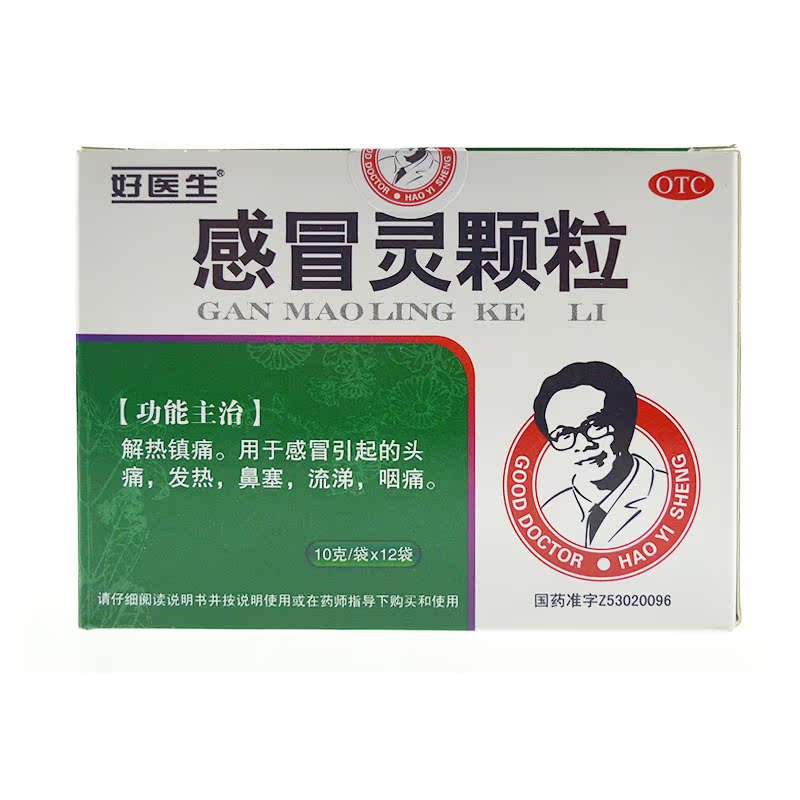 好医生®
GOOD DOCTOR • HAO YI SHENG
OTC
感冒灵颗粒
GAN MAO LING KE LI
【功能主治】
解热镇痛。用于感冒引起的头
痛，发热，鼻塞，流涕，咽痛。
10克/袋x12袋
请仔细阅读说明书并按说明使用或在药师指导下购买和使用
GOOD DOCTOR • HAO YI SHENG
国药准字Z53020096